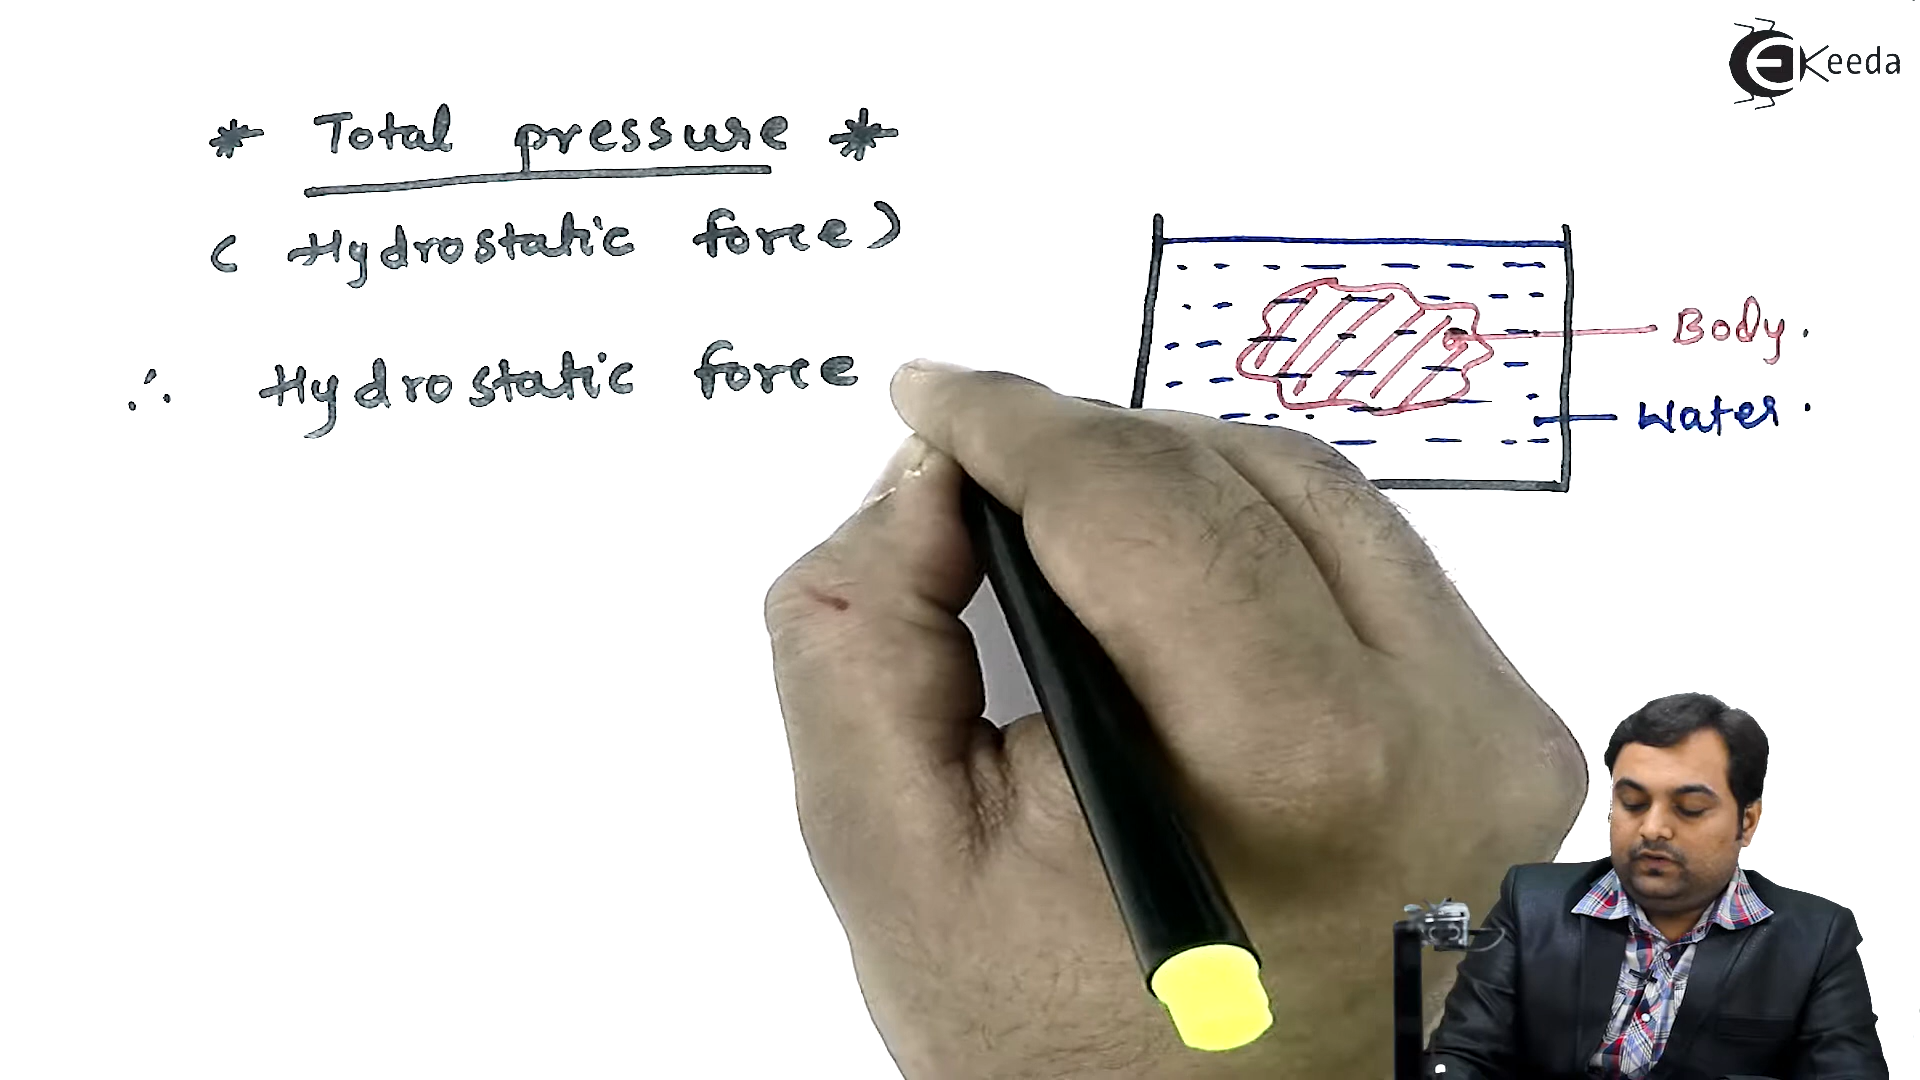 EKeeda
* Total pressure *
( Hydrostatic force )
∴ Hydrostatic force
Body.
Water.